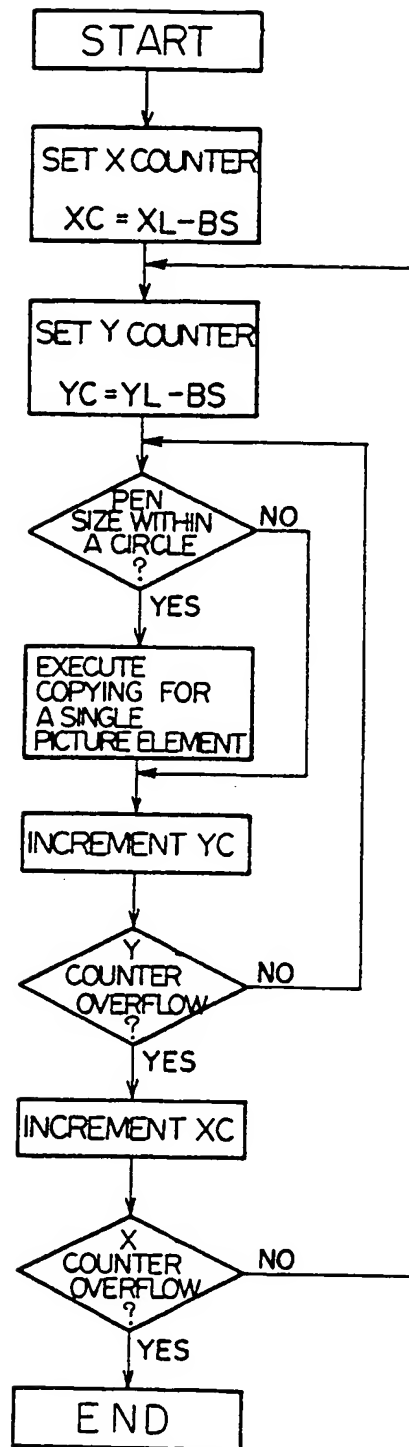 START
SET X COUNTER
XC = XL-BS
SET Y COUNTER
YC = YL-BS
PEN
SIZE WITHIN
A CIRCLE
?
NO
YES
EXECUTE
COPYING FOR
A SINGLE
PICTURE ELEMENT
INCREMENT YC
Y
COUNTER
OVERFLOW
?
NO
YES
INCREMENT XC
X
COUNTER
OVERFLOW
?
NO
YES
END